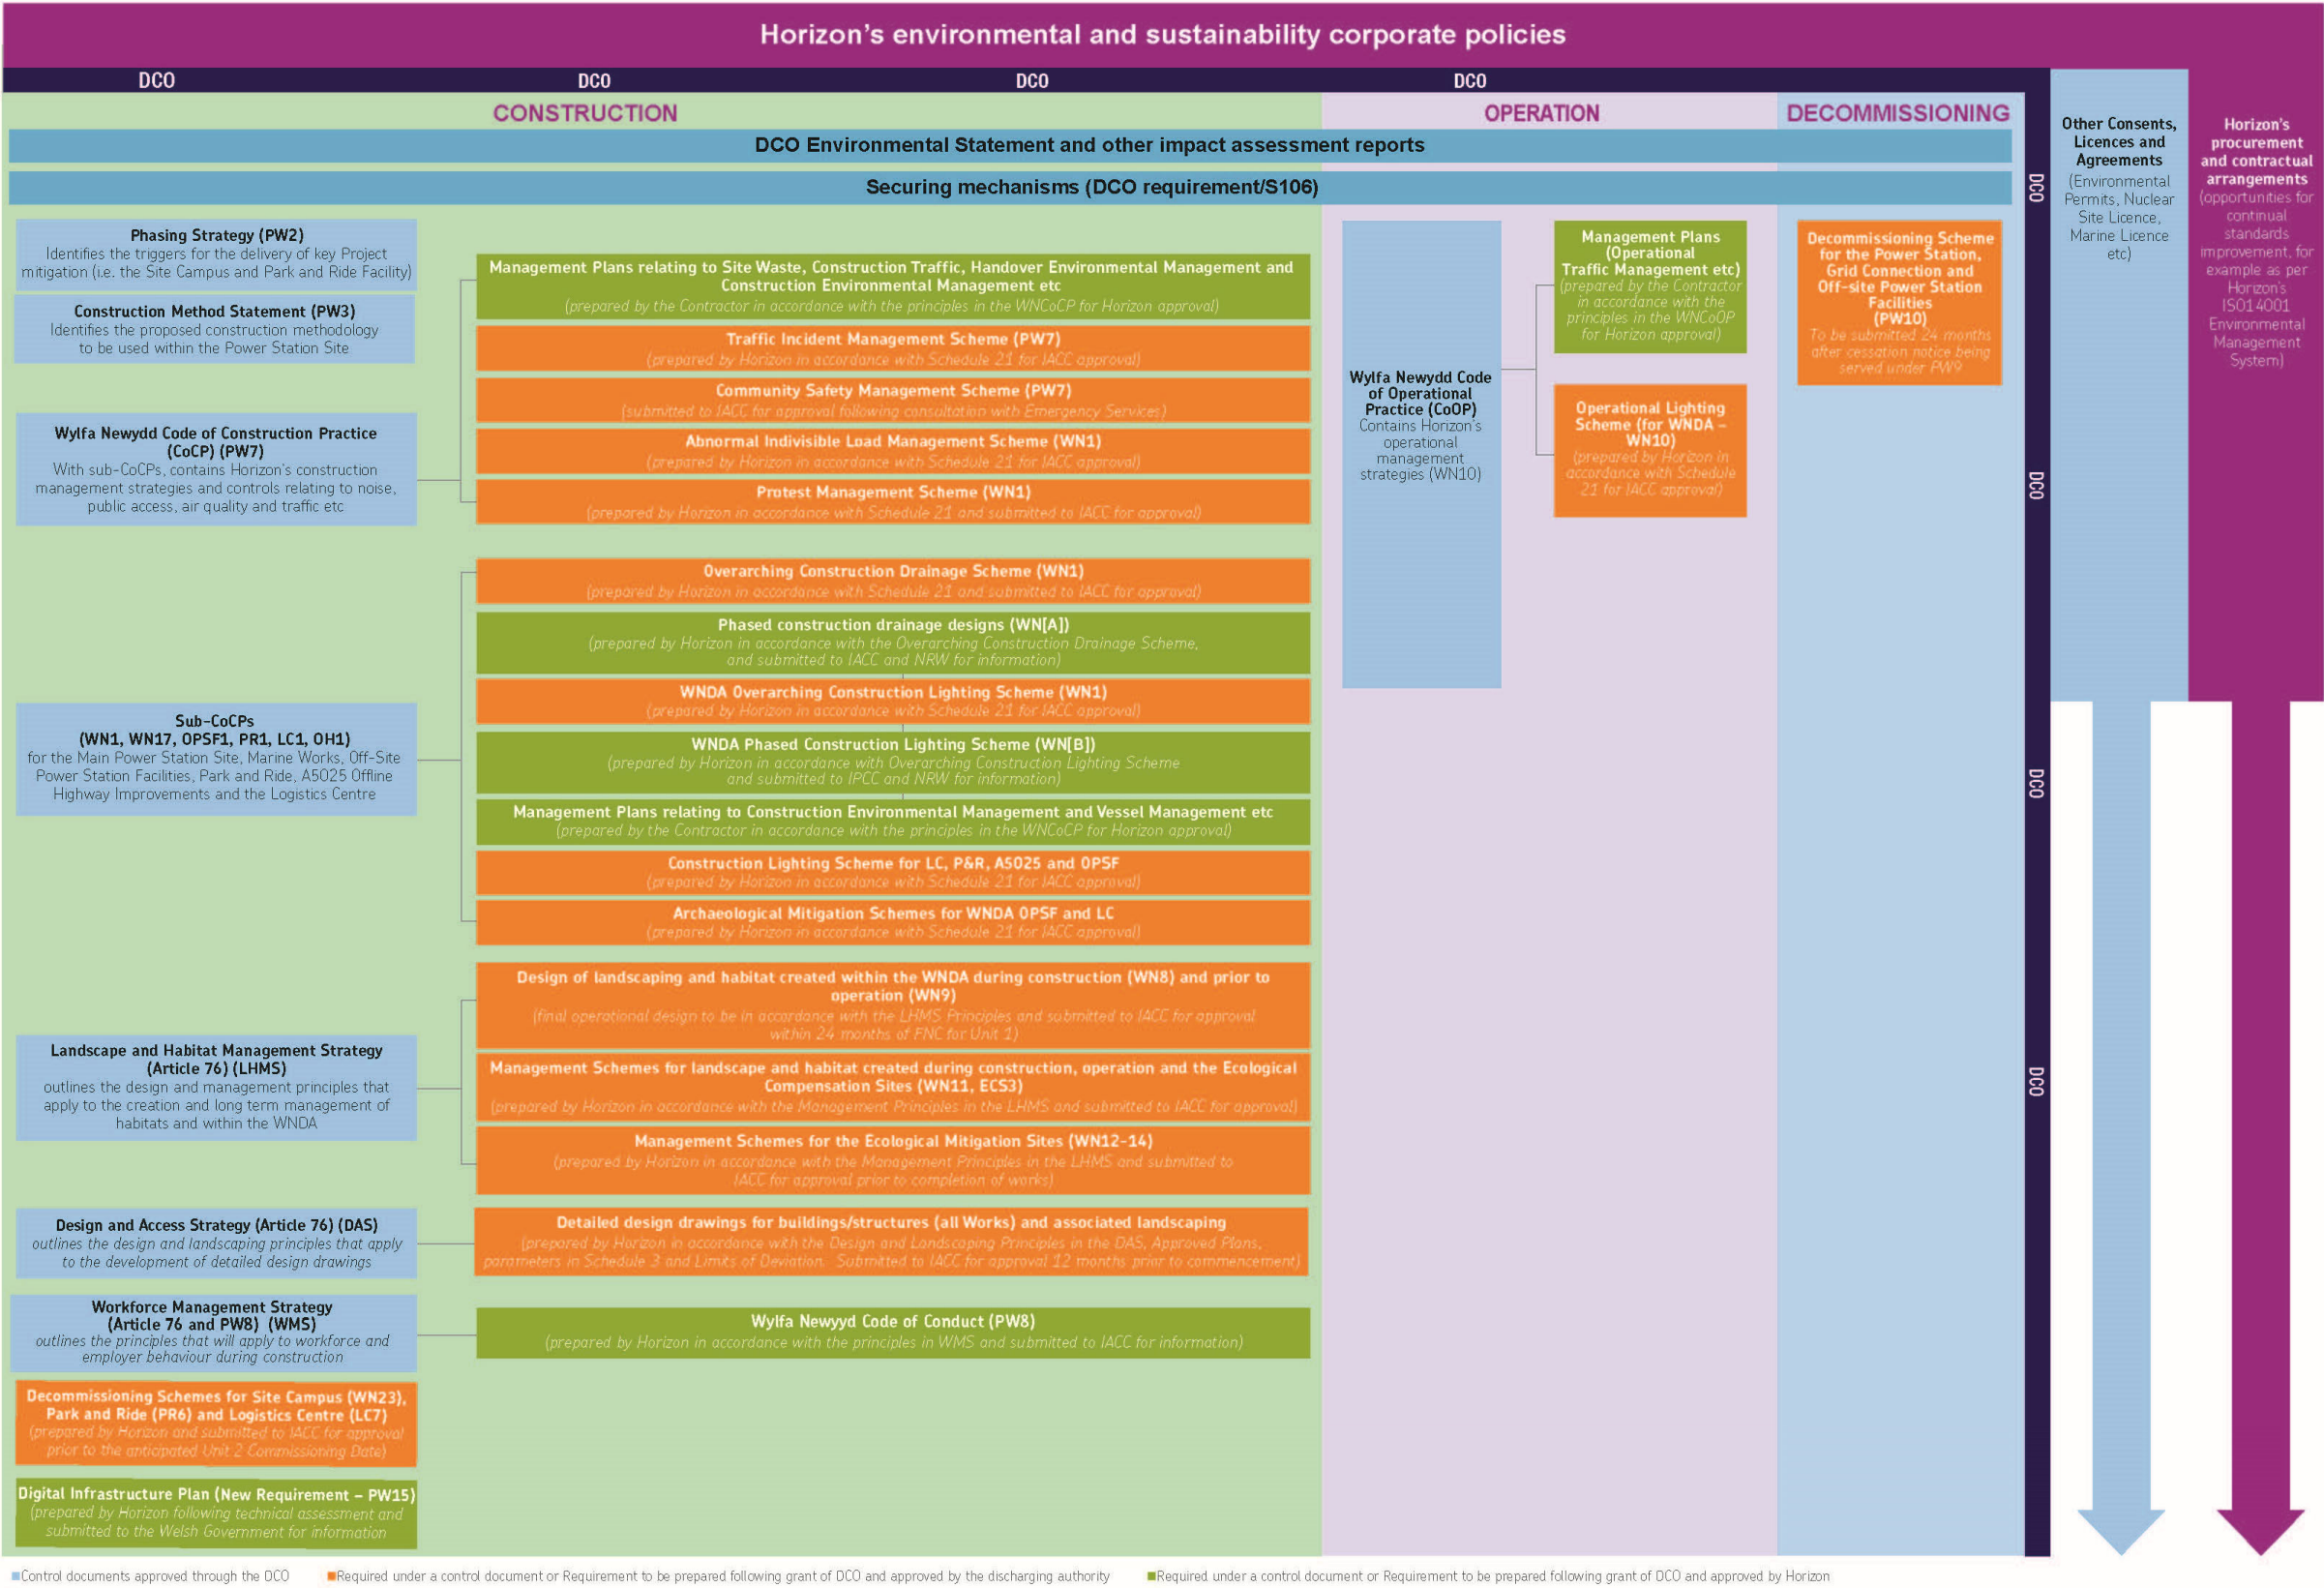 Horizon's environmental and sustainability corporate policies
DCO
DCO
DCO
DCO
CONSTRUCTION
OPERATION
DECOMMISSIONING
DCO Environmental Statement and other impact assessment reports
Securing mechanisms (DCO requirement/S106)
Phasing Strategy (PW2)
Identifies the triggers for the delivery of key Project
mitigation (i.e. the Site Campus and Park and Ride Facility)
Construction Method Statement (PW3)
Identifies the proposed construction methodology
to be used within the Power Station Site
Wylfa Newydd Code of Construction Practice
(CoCP) (PW7)
With sub-CoCPs, contains Horizon's construction
management strategies and controls relating to noise,
public access, air quality and traffic etc
Management Plans relating to Site Waste, Construction Traffic, Handover Environmental Management and
Construction Environmental Management etc
(prepared by the Contractor in accordance with the principles in the WNCoCP for Horizon approval)
Traffic Incident Management Scheme (PW7)
(prepared by Horizon in accordance with Schedule 21 for IACC approval)
Community Safety Management Scheme (PW7)
(submitted to IACC for approval following consultation with Emergency Services)
Abnormal Indivisible Load Management Scheme (WN1)
(prepared by Horizon in accordance with Schedule 21 for IACC approval)
Protest Management Scheme (WN1)
(prepared by Horizon in accordance with Schedule 21 and submitted to IACC for approval)
Sub-CoCPs
(WN1, WN17, OPSF1, PR1, LC1, OH1)
for the Main Power Station Site, Marine Works, Off-Site
Power Station Facilities, Park and Ride, A5025 Offline
Highway Improvements and the Logistics Centre
Overarching Construction Drainage Scheme (WN1)
(prepared by Horizon in accordance with Schedule 21 and submitted to IACC for approval)
Phased construction drainage designs (WN[A])
(prepared by Horizon in accordance with the Overarching Construction Drainage Scheme,
and submitted to IACC and NRW for information)
WNDA Overarching Construction Lighting Scheme (WN1)
(prepared by Horizon in accordance with Schedule 21 for IACC approval)
WNDA Phased Construction Lighting Scheme (WN[B])
(prepared by Horizon in accordance with Overarching Construction Lighting Scheme
and submitted to IPCC and NRW for information)
Management Plans relating to Construction Environmental Management and Vessel Management etc
(prepared by the Contractor in accordance with the principles in the WNCoCP for Horizon approval)
Construction Lighting Scheme for LC, P&R, A5025 and OPSF
(prepared by Horizon in accordance with Schedule 21 for IACC approval)
Archaeological Mitigation Schemes for WNDA OPSF and LC
(prepared by Horizon in accordance with Schedule 21 for IACC approval)
Landscape and Habitat Management Strategy
(Article 76) (LHMS)
outlines the design and management principles that
apply to the creation and long term management of
habitats and within the WNDA
Design of landscaping and habitat created within the WNDA during construction (WN8) and prior to
operation (WN9)
(final operational design to be in accordance with the LHMS Principles and submitted to IACC for approval
within 24 months of FNC for Unit 1)
Management Schemes for landscape and habitat created during construction, operation and the Ecological
Compensation Sites (WN11, ECS3)
(prepared by Horizon in accordance with the Management Principles in the LHMS and submitted to IACC for approval)
Management Schemes for the Ecological Mitigation Sites (WN12-14)
(prepared by Horizon in accordance with the Management Principles in the LHMS and submitted to
IACC for approval prior to completion of works)
Design and Access Strategy (Article 76) (DAS)
outlines the design and landscaping principles that apply
to the development of detailed design drawings
Detailed design drawings for buildings/structures (all Works) and associated landscaping
(prepared by Horizon in accordance with the Design and Landscaping Principles in the DAS, Approved Plans,
parameters in Schedule 3 and Limits of Deviation. Submitted to IACC for approval 12 months prior to commencement)
Workforce Management Strategy
(Article 76 and PW8) (WMS)
outlines the principles that will apply to workforce and
employer behaviour during construction
Wylfa Newyyd Code of Conduct (PW8)
(prepared by Horizon in accordance with the principles in WMS and submitted to IACC for information)
Decommissioning Schemes for Site Campus (WN23),
Park and Ride (PR6) and Logistics Centre (LC7)
(prepared by Horizon and submitted to IACC for approval
prior to the anticipated Unit 2 Commissioning Date)
Digital Infrastructure Plan (New Requirement – PW15)
(prepared by Horizon following technical assessment and
submitted to the Welsh Government for information
Wylfa Newydd Code
of Operational
Practice (CoOP)
Contains Horizon's
operational
management
strategies (WN10)
Management Plans
(Operational
Traffic Management etc)
(prepared by the Contractor
in accordance with the
principles in the WNCoOP
for Horizon approval)
Operational Lighting
Scheme (for WNDA –
WN10)
(prepared by Horizon in
accordance with Schedule
21 for IACC approval)
Decommissioning Scheme
for the Power Station,
Grid Connection and
Off-site Power Station
Facilities
(PW10)
To be submitted 24 months
after cessation notice being
served under PW9
DCO
DCO
DCO
DCO
Other Consents,
Licences and
Agreements
(Environmental
Permits, Nuclear
Site Licence,
Marine Licence
etc)
Horizon's
procurement
and contractual
arrangements
(opportunities for
continual
standards
improvement, for
example as per
Horizon's
ISO14001
Environmental
Management
System)
Control documents approved through the DCO
Required under a control document or Requirement to be prepared following grant of DCO and approved by the discharging authority
Required under a control document or Requirement to be prepared following grant of DCO and approved by Horizon